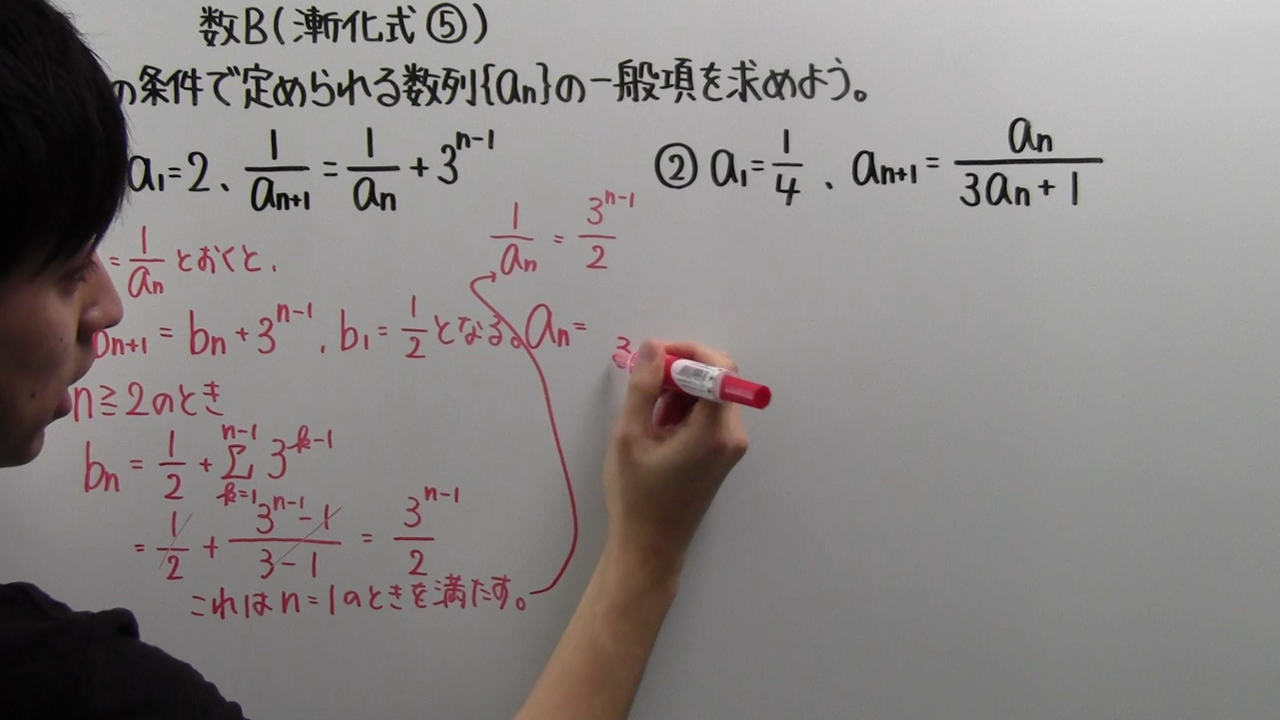 数B(漸化式⑤)
の条件で定められる数列{an}の一般項を求めよう。
a1=2、1/an+1 = 1/an + 3^n-1
② a1=1/4、an+1= an/3an+1
=1/an とおくと、
bn+1 = bn + 3^n-1, b1 = 1/2 となる。
n≧2のとき
bn = 1/2 + Σ[k=1→n-1] 3^k-1
= 1/2 + 3^n-1 - 1/3-1 = 3^n-1/2
これはn=1のときを満たす。
1/an = 3^n-1/2
an=
3